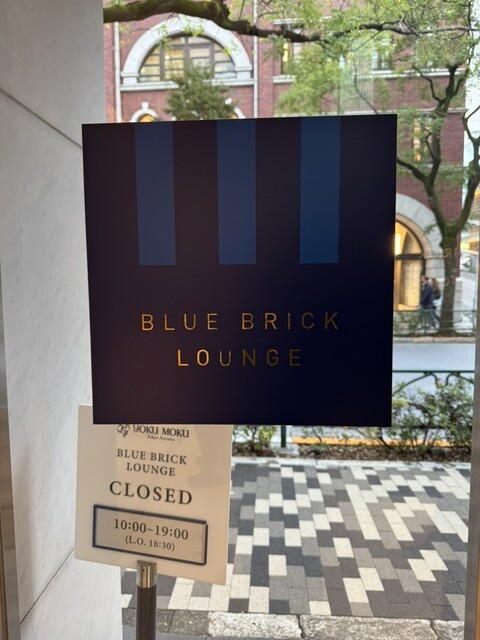 BLUE BRICK
LOUNGE
YOKU MOKU
Tokyo Aoyama
BLUE BRICK
LOUNGE
CLOSED
10:00–19:00
(L.O. 18:30)